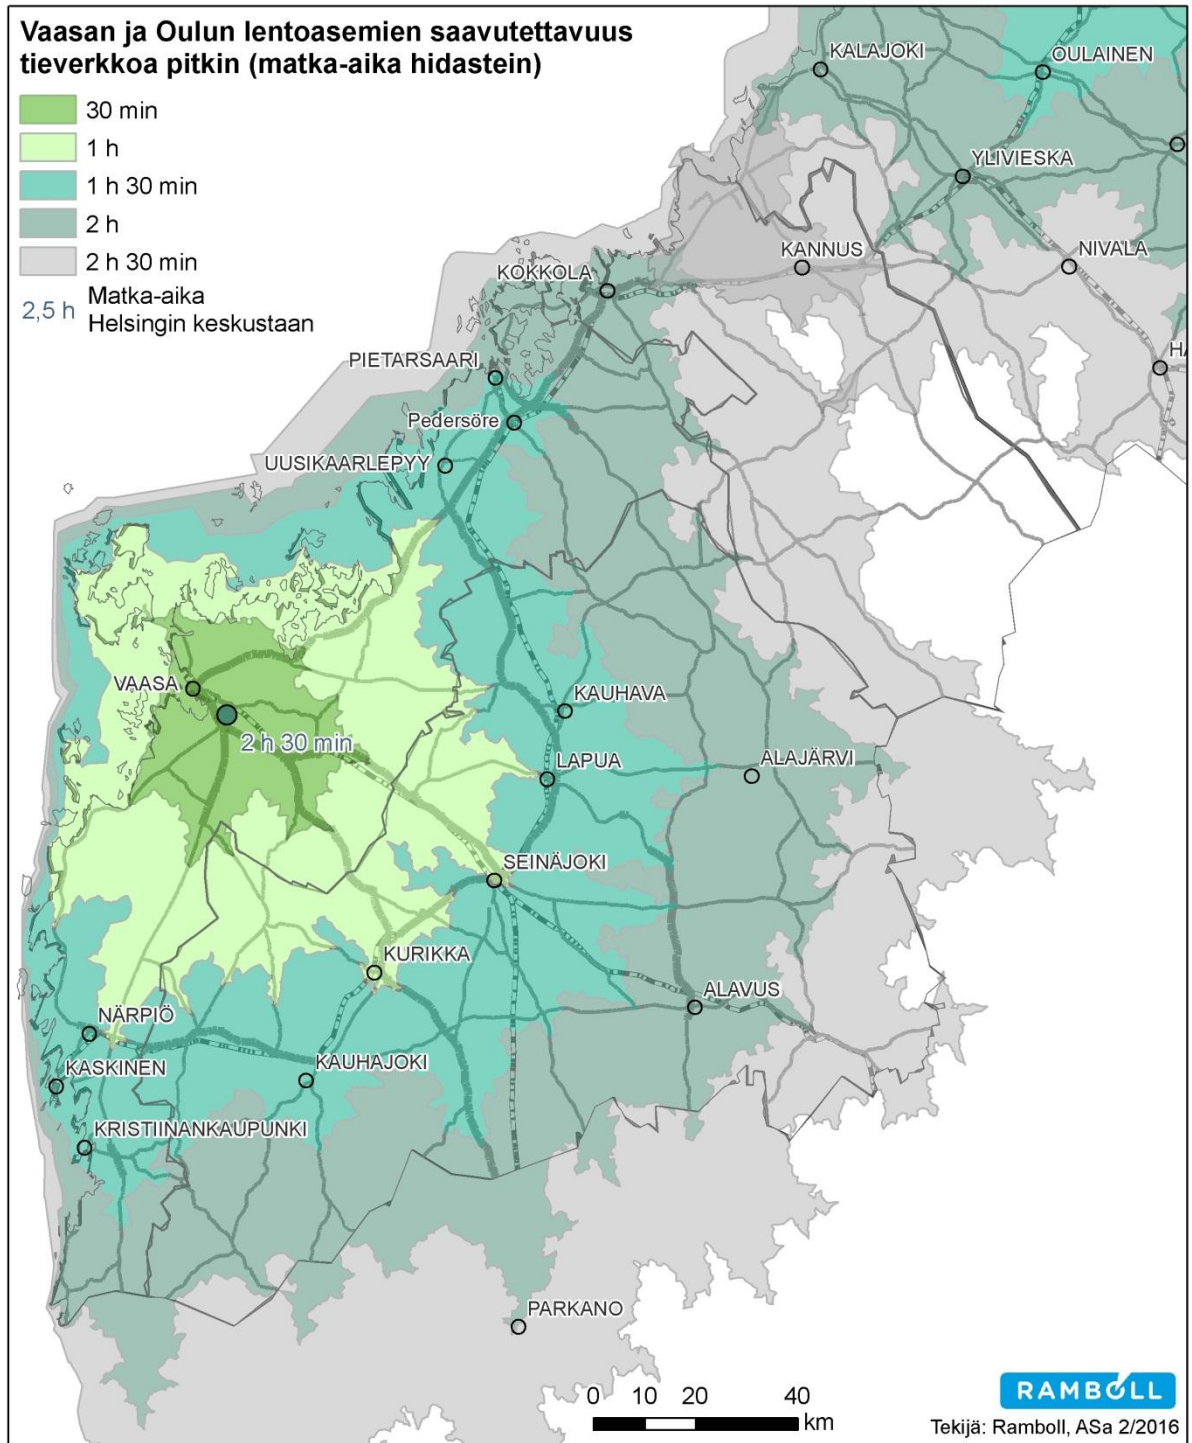 Vaasan ja Oulun lentoasemien saavutettavuus
tieverkkoa pitkin (matka-aika hidastein)
30 min
1 h
1 h 30 min
2 h
2 h 30 min
2,5 h Matka-aika
Helsingin keskustaan
KALAJOKI
OULAINEN
YLIVIESKA
KANNUS
NIVALA
KOKKOLA
PIETARSAARI
HA
Pedersöre
UUSIKAARLEPYY
VAASA
KAUHAVA
2 h 30 min
LAPUA
ALAJÄRVI
SEINÄJOKI
KURIKKA
ALAVUS
NÄRPIÖ
KASKINEN
KAUHAJOKI
KRISTIINANKAUPUNKI
PARKANO
0 10 20 40
km
RAMBOLL
Tekijä: Ramboll, ASa 2/2016